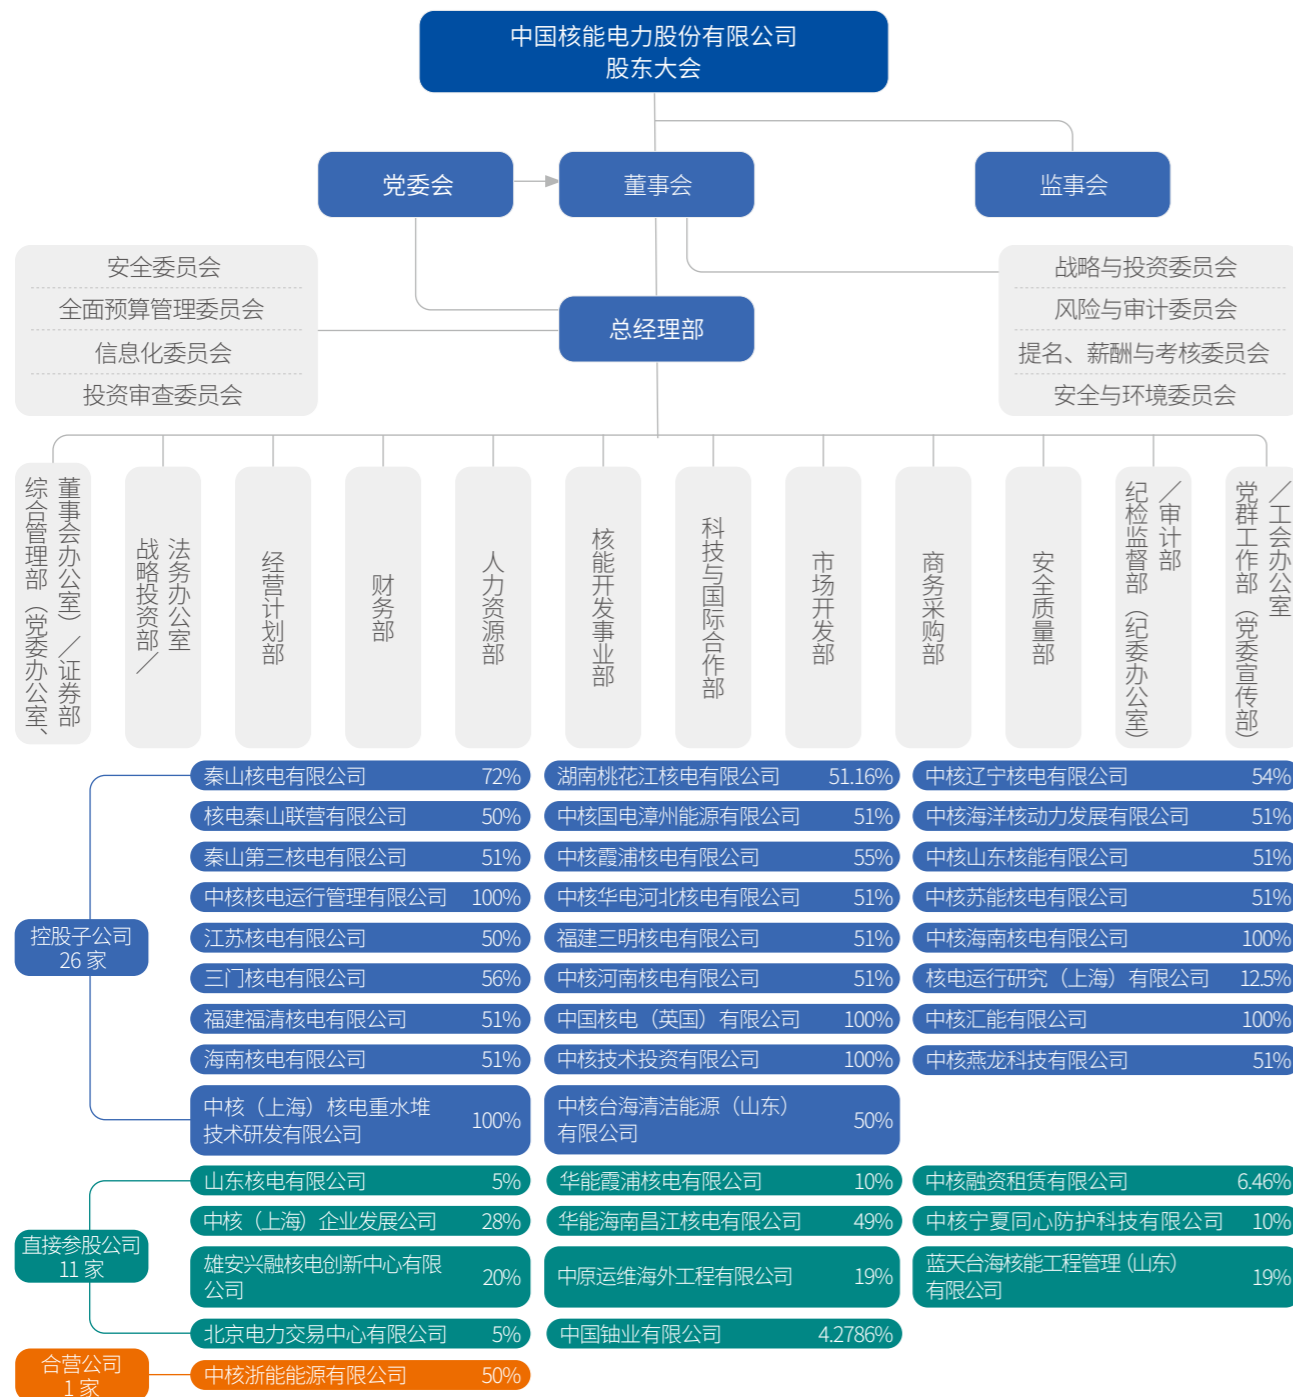 中国核能电力股份有限公司
股东大会
党委会
董事会
监事会
安全委员会
全面预算管理委员会
信息化委员会
投资审查委员会
总经理部
战略与投资委员会
风险与审计委员会
提名、薪酬与考核委员会
安全与环境委员会
综合管理部（党委办公室、
董事会办公室）／证券部
战略投资部／
法务办公室
经营计划部
财务部
人力资源部
核能开发事业部
科技与国际合作部
市场开发部
商务采购部
安全质量部
纪检监督部（纪委办公室）
／审计部
党群工作部（党委宣传部）
／工会办公室
控股子公司
26 家
秦山核电有限公司 72%
核电秦山联营有限公司 50%
秦山第三核电有限公司 51%
中核核电运行管理有限公司 100%
江苏核电有限公司 50%
三门核电有限公司 56%
福建福清核电有限公司 51%
海南核电有限公司 51%
中核（上海）核电重水堆
技术研发有限公司 100%
湖南桃花江核电有限公司 51.16%
中核国电漳州能源有限公司 51%
中核霞浦核电有限公司 55%
中核华电河北核电有限公司 51%
福建三明核电有限公司 51%
中核河南核电有限公司 51%
中国核电（英国）有限公司 100%
中核技术投资有限公司 100%
中核台海清洁能源（山东）
有限公司 50%
中核辽宁核电有限公司 54%
中核海洋核动力发展有限公司 51%
中核山东核能有限公司 51%
中核苏能核电有限公司 51%
中核海南核电有限公司 100%
核电运行研究（上海）有限公司 12.5%
中核汇能有限公司 100%
中核燕龙科技有限公司 51%
直接参股公司
11 家
山东核电有限公司 5%
中核（上海）企业发展公司 28%
雄安兴融核电创新中心有限
公司 20%
北京电力交易中心有限公司 5%
华能霞浦核电有限公司 10%
华能海南昌江核电有限公司 49%
中原运维海外工程有限公司 19%
中国铀业有限公司 4.2786%
中核融资租赁有限公司 6.46%
中核宁夏同心防护科技有限公司 10%
蓝天台海核能工程管理（山东）
有限公司 19%
合营公司
1 家
中核浙能能源有限公司 50%